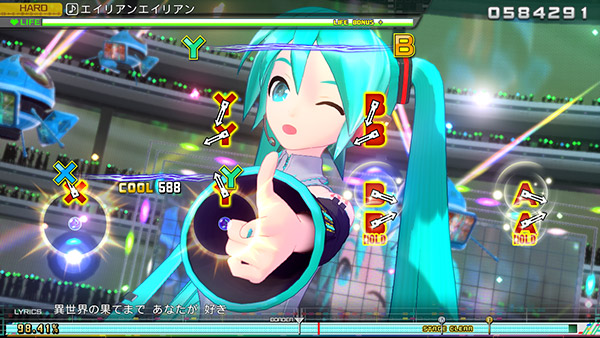 HARD
エイリアンエイリアン
LIFE
LIFE BONUS
0584291
Y
B
Y
B
Y
B
X
X
COOL 588
Y
Y
B
A
B
A
HOLD
HOLD
LYRICS 異世界の果てまで あなたが 好き
BORDER
98.41%
STAGE CLEAR